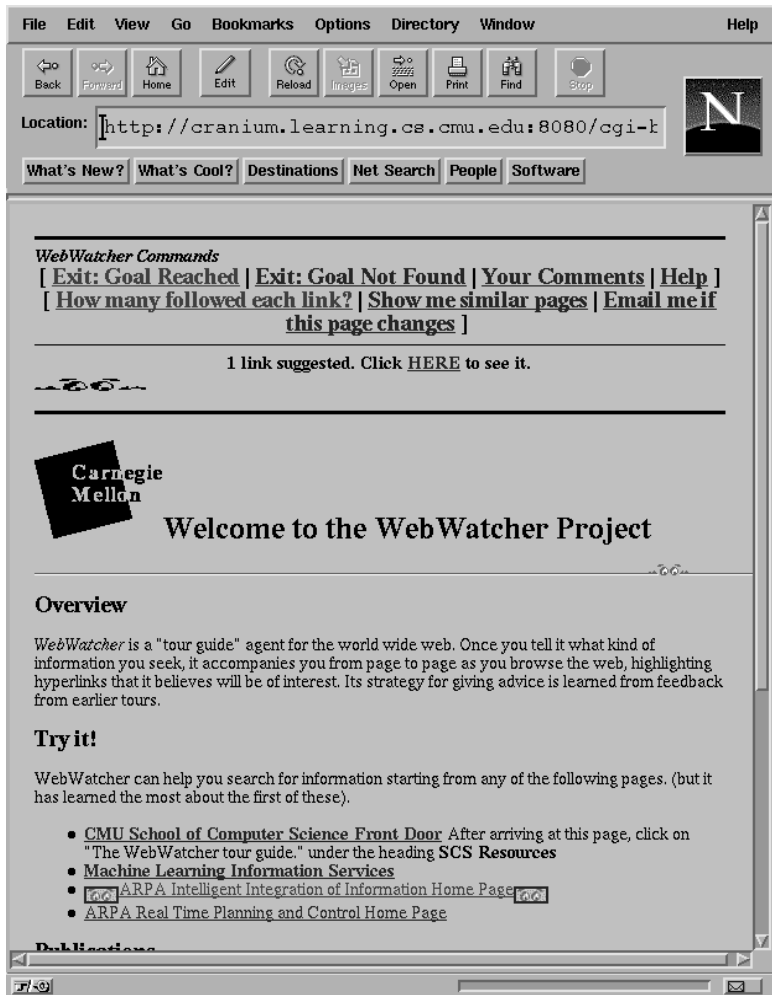 File Edit View Go Bookmarks Options Directory Window Help
Back Forward Home Edit Reload Images Open Print Find Stop
Location: http://cranium.learning.cs.cmu.edu:8080/cgi-b
N
What's New? What's Cool? Destinations Net Search People Software
WebWatcher Commands
[ Exit: Goal Reached | Exit: Goal Not Found | Your Comments | Help ]
[ How many followed each link? | Show me similar pages | Email me if
this page changes ]
1 link suggested. Click HERE to see it.
Carnegie
Mellon
Welcome to the WebWatcher Project
Overview
WebWatcher is a "tour guide" agent for the world wide web. Once you tell it what kind of
information you seek, it accompanies you from page to page as you browse the web, highlighting
hyperlinks that it believes will be of interest. Its strategy for giving advice is learned from feedback
from earlier tours.
Try it!
WebWatcher can help you search for information starting from any of the following pages. (but it
has learned the most about the first of these).
• CMU School of Computer Science Front Door After arriving at this page, click on
"The WebWatcher tour guide." under the heading SCS Resources
• Machine Learning Information Services
• ARPA Intelligent Integration of Information Home Page
• ARPA Real Time Planning and Control Home Page
Publications